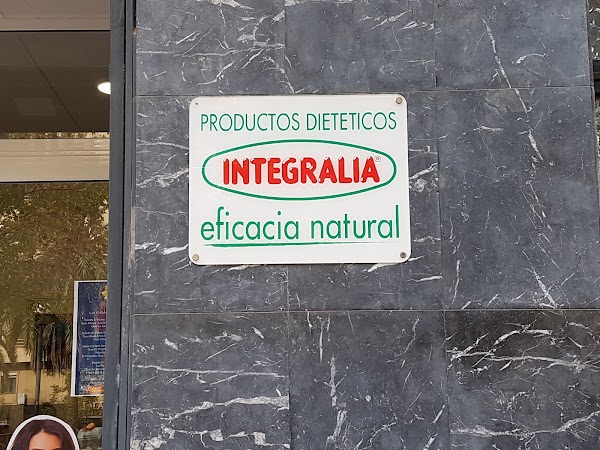 PRODUCTOS DIETETICOS
INTEGRALIA®
eficacia natural